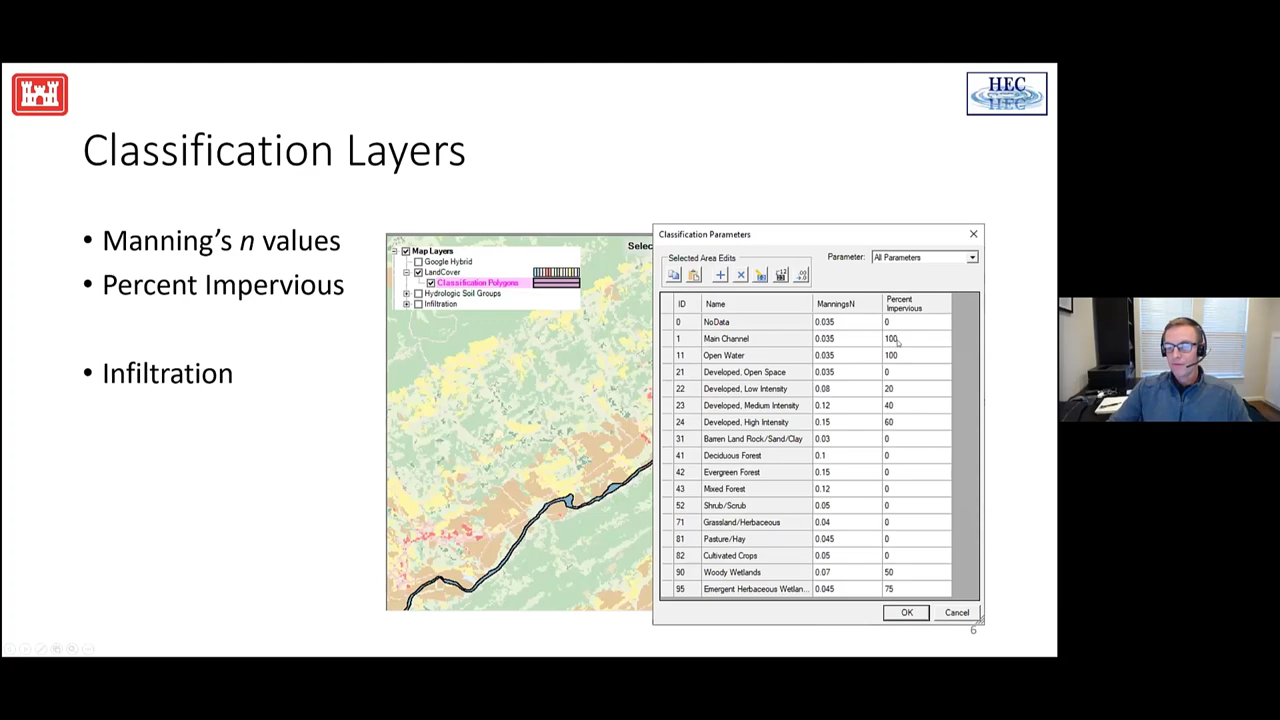 HEC
HEC
Classification Layers
• Manning's n values
• Percent Impervious
• Infiltration
Selec
Map Layers
Google Hybrid
LandCover
Classification Polygons
Hydrologic Soil Groups
Infiltration
Classification Parameters
Selected Area Edits
Parameter: All Parameters
ID Name ManningsN Percent Impervious
0 NoData 0.035 0
1 Main Channel 0.035 100
11 Open Water 0.035 100
21 Developed, Open Space 0.035 0
22 Developed, Low Intensity 0.08 20
23 Developed, Medium Intensity 0.12 40
24 Developed, High Intensity 0.15 60
31 Barren Land Rock/Sand/Clay 0.03 0
41 Deciduous Forest 0.1 0
42 Evergreen Forest 0.15 0
43 Mixed Forest 0.12 0
52 Shrub/Scrub 0.05 0
71 Grassland/Herbaceous 0.04 0
81 Pasture/Hay 0.045 0
82 Cultivated Crops 0.05 0
90 Woody Wetlands 0.07 50
95 Emergent Herbaceous Wetlan... 0.045 75
OK Cancel
6